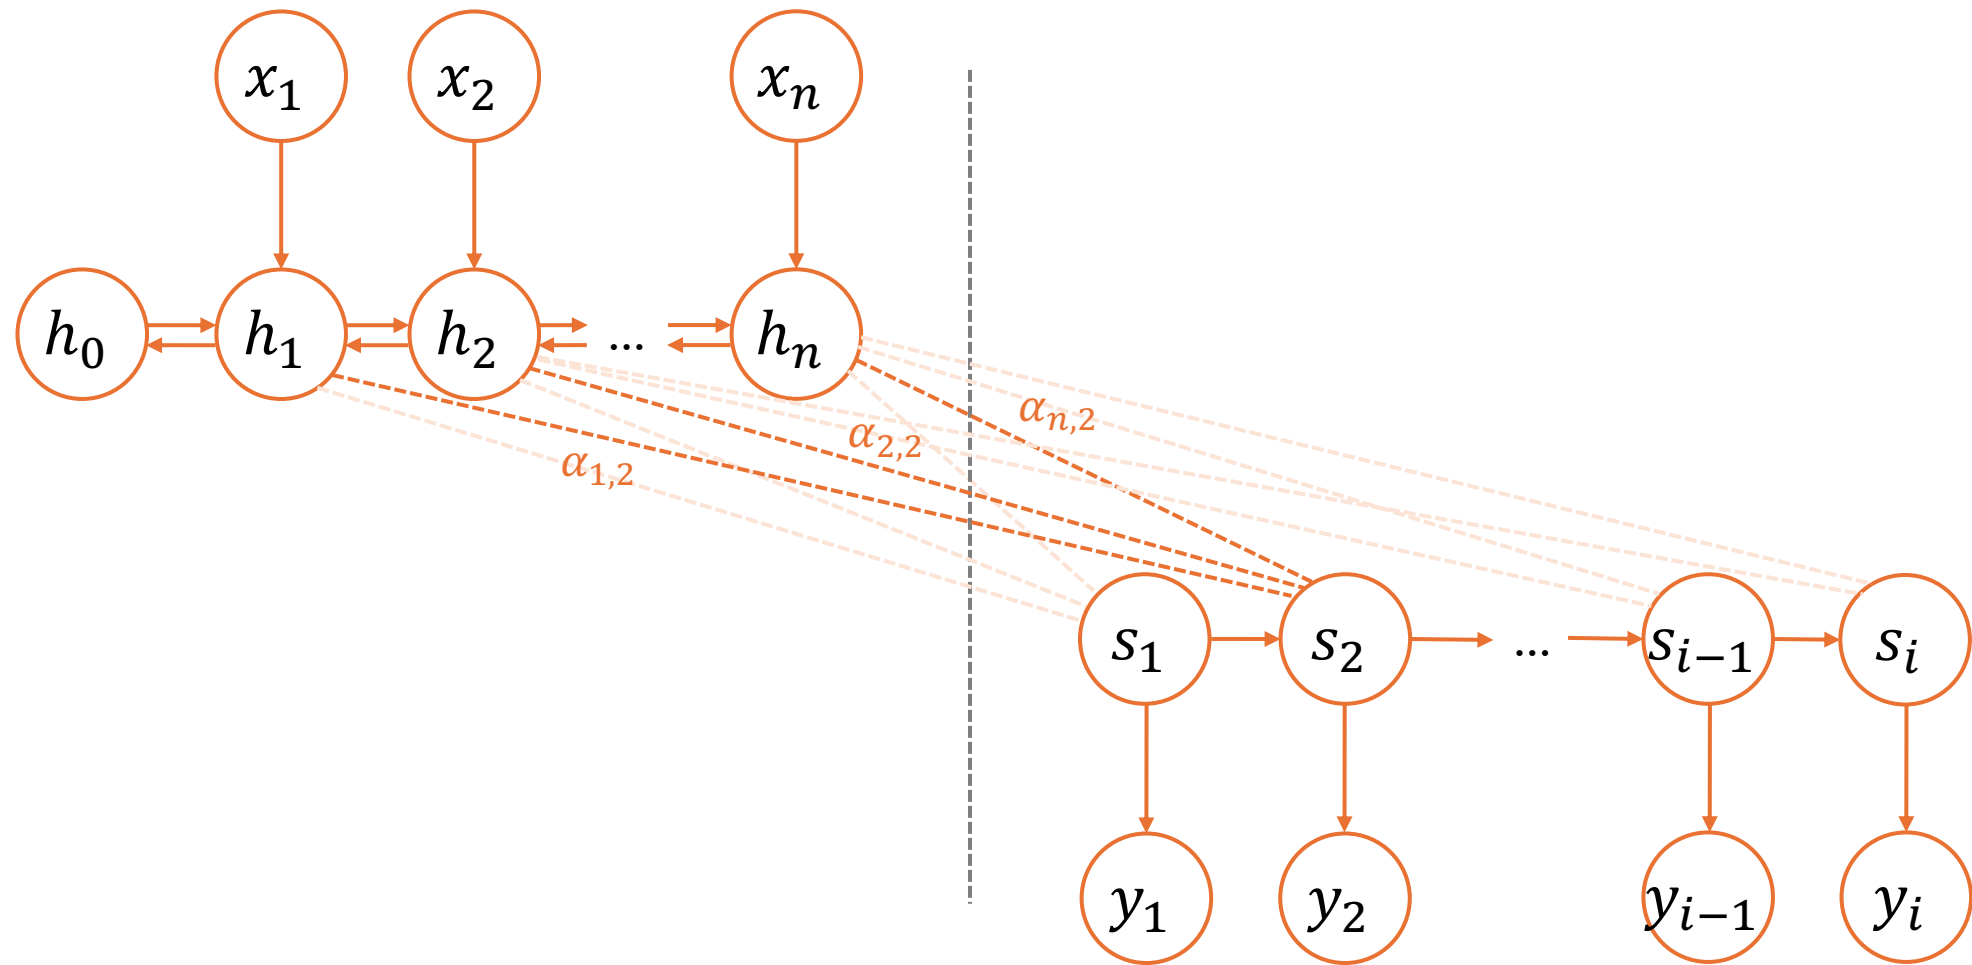 x₁ x₂ xₙ
h₀ h₁ h₂ ... hₙ
αₙ,₂
α₂,₂
α₁,₂
s₁ s₂ ... sᵢ₋₁ sᵢ
y₁ y₂ yᵢ₋₁ yᵢ